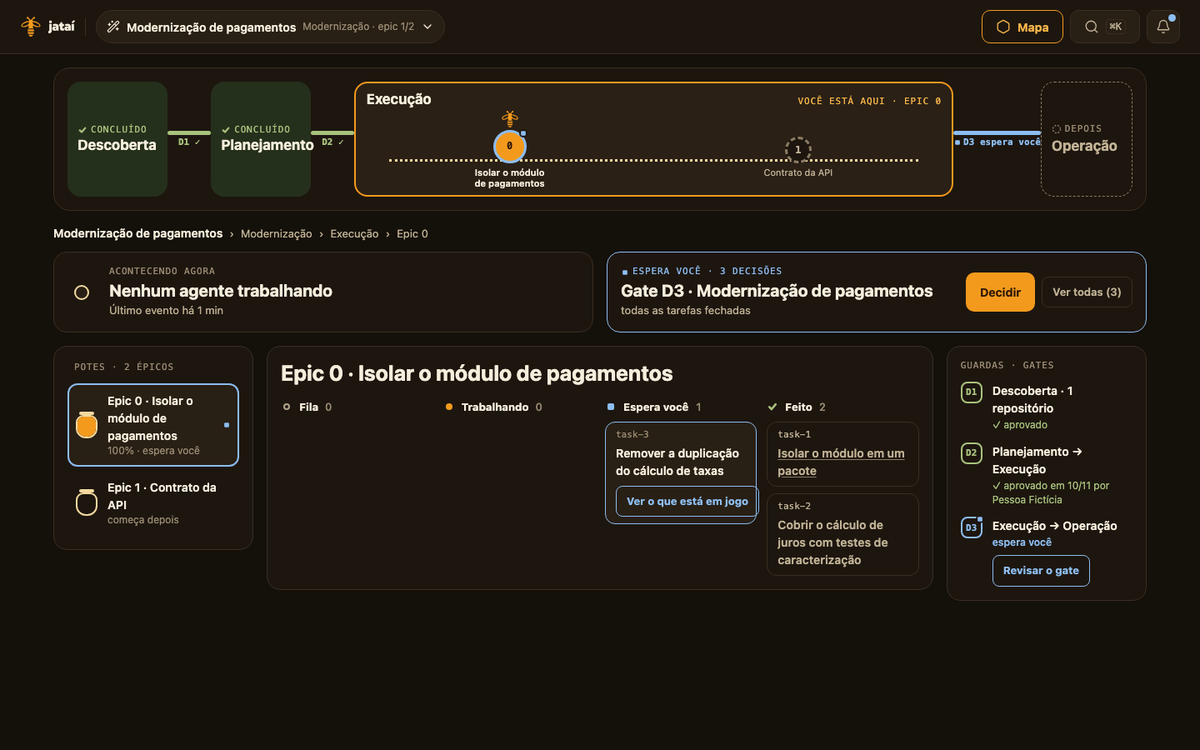 jataí
Modernização de pagamentos Modernização · epic 1/2
Mapa
⌘K
✓ CONCLUÍDO
Descoberta
D1 ✓
✓ CONCLUÍDO
Planejamento
D2 ✓
Execução
VOCÊ ESTÁ AQUI · EPIC 0
0
Isolar o módulo
de pagamentos
1
Contrato da API
D3 espera você
DEPOIS
Operação
Modernização de pagamentos › Modernização › Execução › Epic 0
ACONTECENDO AGORA
Nenhum agente trabalhando
Último evento há 1 min
ESPERA VOCÊ · 3 DECISÕES
Gate D3 · Modernização de pagamentos
todas as tarefas fechadas
Decidir
Ver todas (3)
POTES · 2 ÉPICOS
Epic 0 · Isolar o
módulo de
pagamentos
100% · espera você
Epic 1 · Contrato da
API
começa depois
Epic 0 · Isolar o módulo de pagamentos
Fila 0
Trabalhando 0
Espera você 1
task-3
Remover a duplicação
do cálculo de taxas
Ver o que está em jogo
✓ Feito 2
task-1
Isolar o módulo em um
pacote
task-2
Cobrir o cálculo de
juros com testes de
caracterização
GUARDAS · GATES
D1
Descoberta · 1
repositório
✓ aprovado
D2
Planejamento →
Execução
✓ aprovado em 10/11 por
Pessoa Fictícia
D3
Execução → Operação
espera você
Revisar o gate